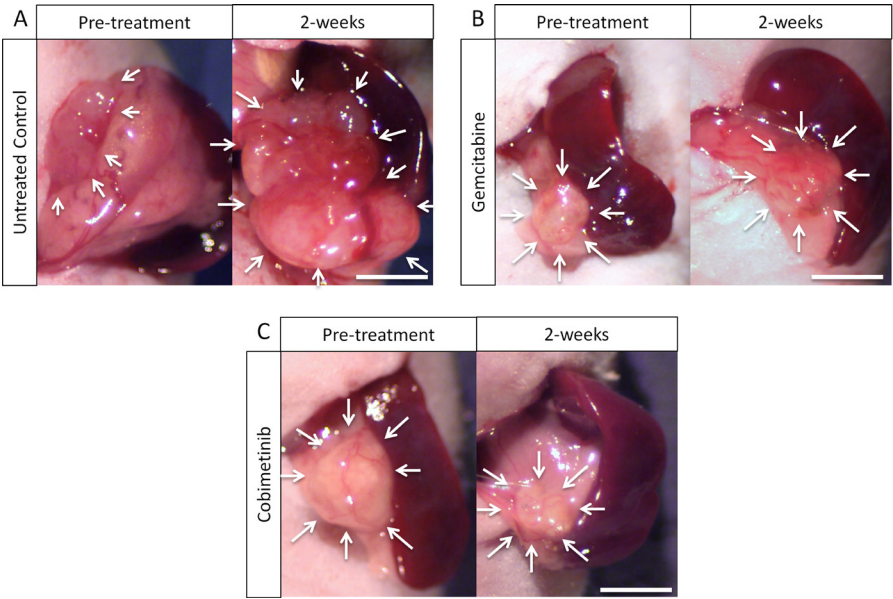 A
Pre-treatment
2-weeks
Untreated Control
B
Pre-treatment
2-weeks
Gemcitabine
C
Pre-treatment
2-weeks
Cobimetinib